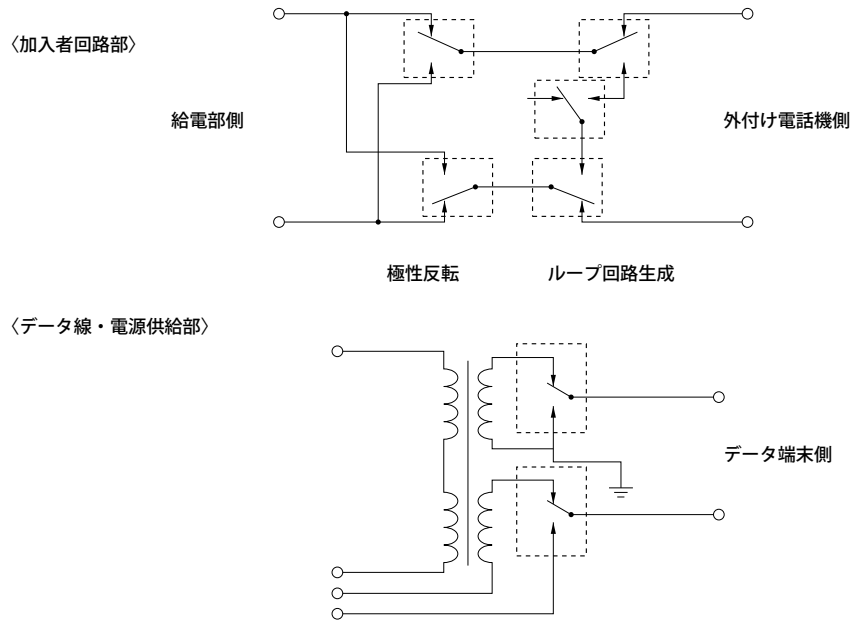 〈加入者回路部〉
給電部側
外付け電話機側
極性反転
ループ回路生成
〈データ線・電源供給部〉
データ端末側